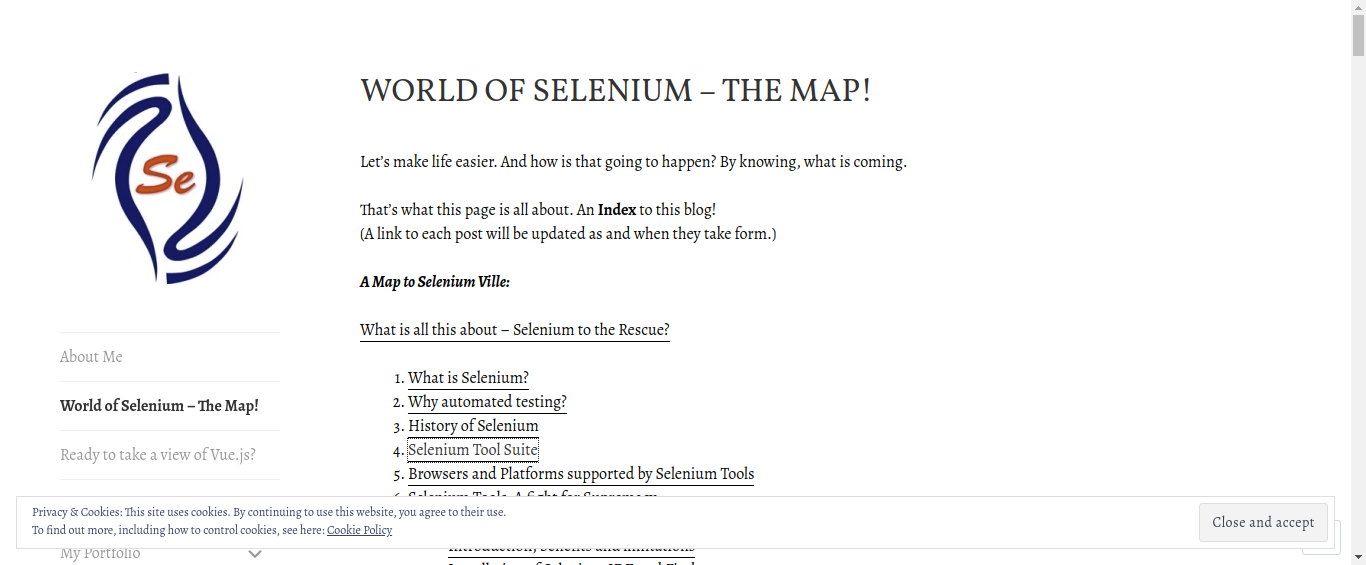 Se
WORLD OF SELENIUM – THE MAP!
Let's make life easier. And how is that going to happen? By knowing, what is coming.
That's what this page is all about. An Index to this blog!
(A link to each post will be updated as and when they take form.)
A Map to Selenium Ville:
What is all this about – Selenium to the Rescue?
1. What is Selenium?
2. Why automated testing?
3. History of Selenium
4. Selenium Tool Suite
5. Browsers and Platforms supported by Selenium Tools
About Me
World of Selenium – The Map!
Ready to take a view of Vue.js?
Privacy & Cookies: This site uses cookies. By continuing to use this website, you agree to their use.
To find out more, including how to control cookies, see here: Cookie Policy
Close and accept
My Portfolio